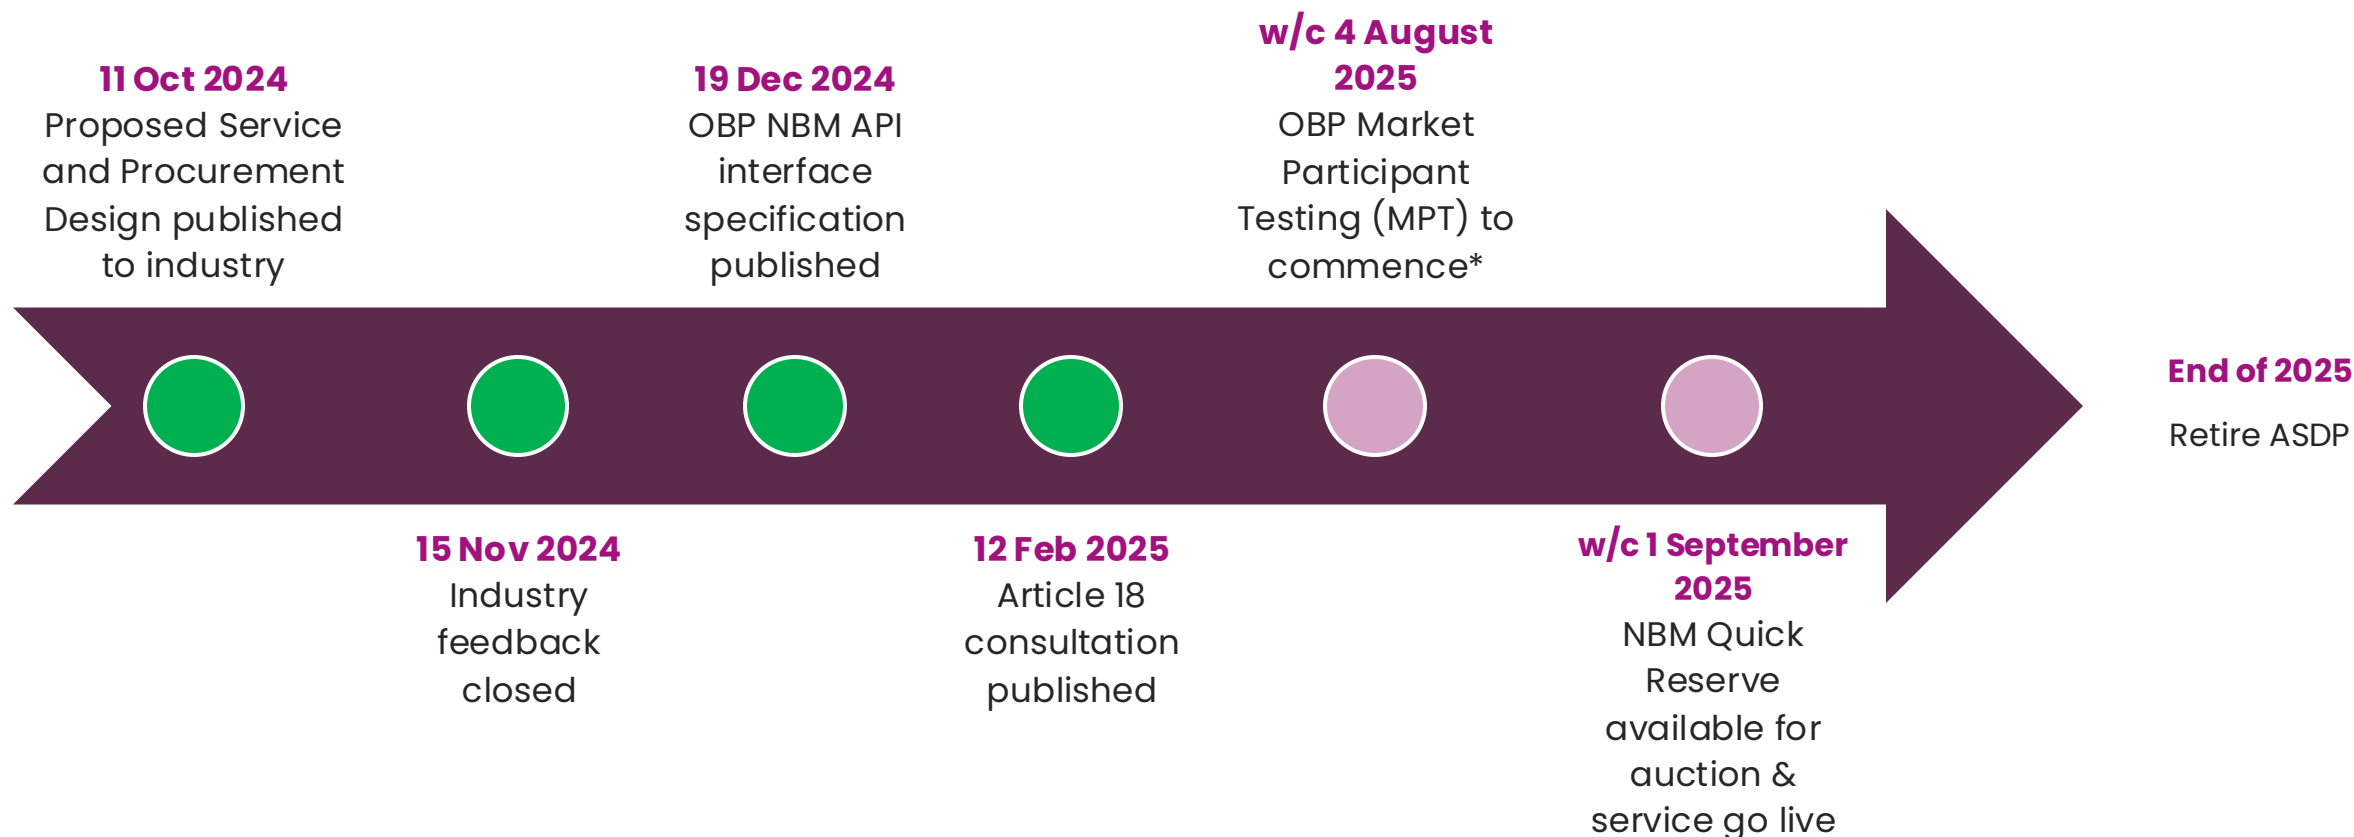 11 Oct 2024
Proposed Service
and Procurement
Design published
to industry
15 Nov 2024
Industry
feedback
closed
19 Dec 2024
OBP NBM API
interface
specification
published
12 Feb 2025
Article 18
consultation
published
w/c 4 August
2025
OBP Market
Participant
Testing (MPT) to
commence*
w/c 1 September
2025
NBM Quick
Reserve
available for
auction &
service go live
End of 2025
Retire ASDP